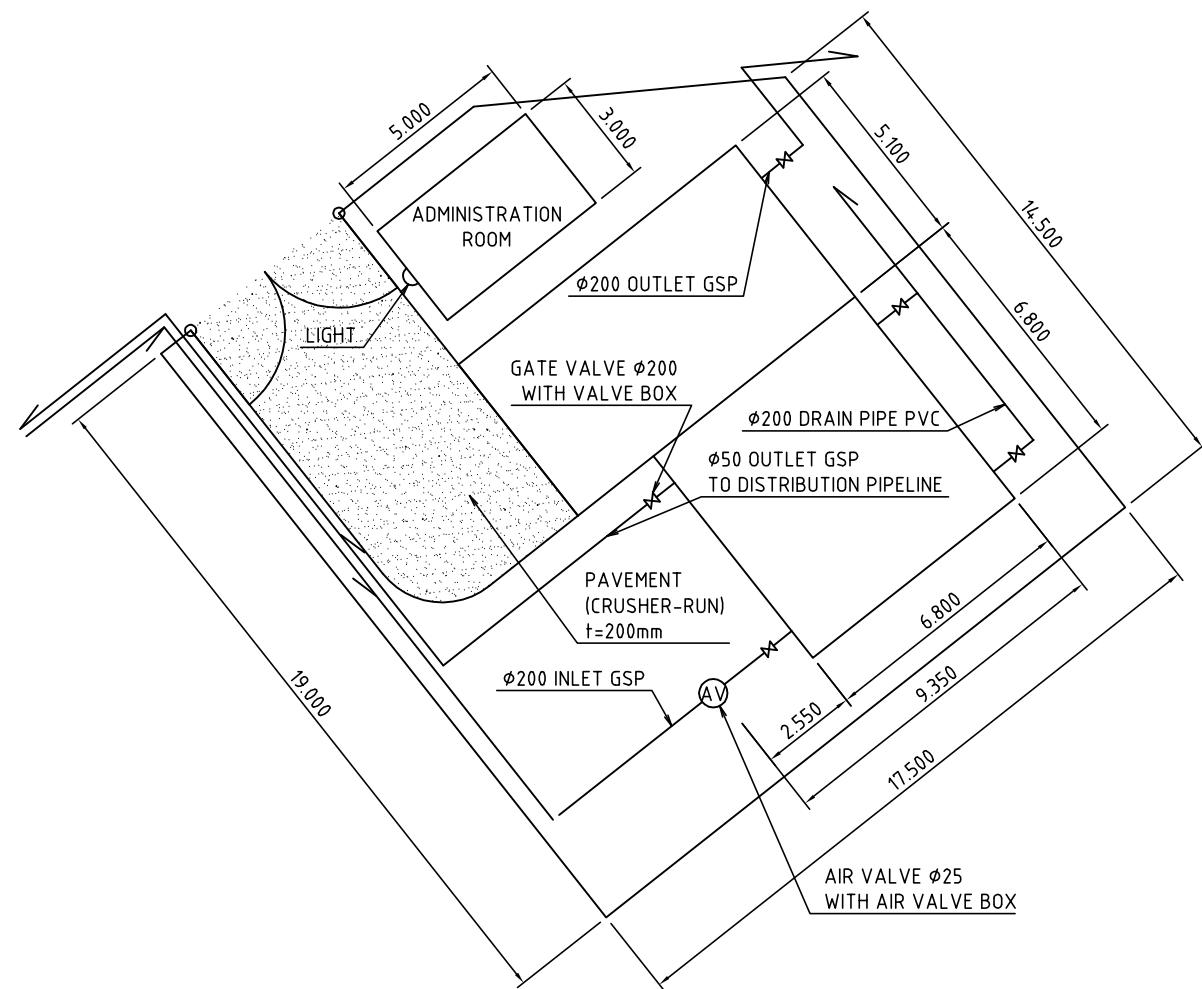 5.000
3.000
5.100
14.500
ADMINISTRATION
ROOM
Φ200 OUTLET GSP
LIGHT
6.800
GATE VALVE Φ200
WITH VALVE BOX
Φ200 DRAIN PIPE PVC
Φ50 OUTLET GSP
TO DISTRIBUTION PIPELINE
PAVEMENT
(CRUSHER-RUN)
t=200mm
6.800
Φ200 INLET GSP
AV
19.000
2.550
9.350
17.500
AIR VALVE Φ25
WITH AIR VALVE BOX